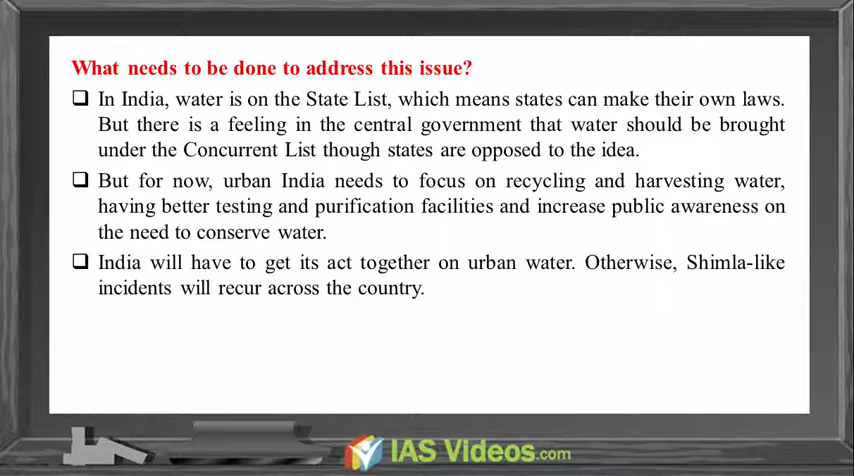 What needs to be done to address this issue?
❑ In India, water is on the State List, which means states can make their own laws.
But there is a feeling in the central government that water should be brought
under the Concurrent List though states are opposed to the idea.
❑ But for now, urban India needs to focus on recycling and harvesting water,
having better testing and purification facilities and increase public awareness on
the need to conserve water.
❑ India will have to get its act together on urban water. Otherwise, Shimla-like
incidents will recur across the country.
IAS Videos.com